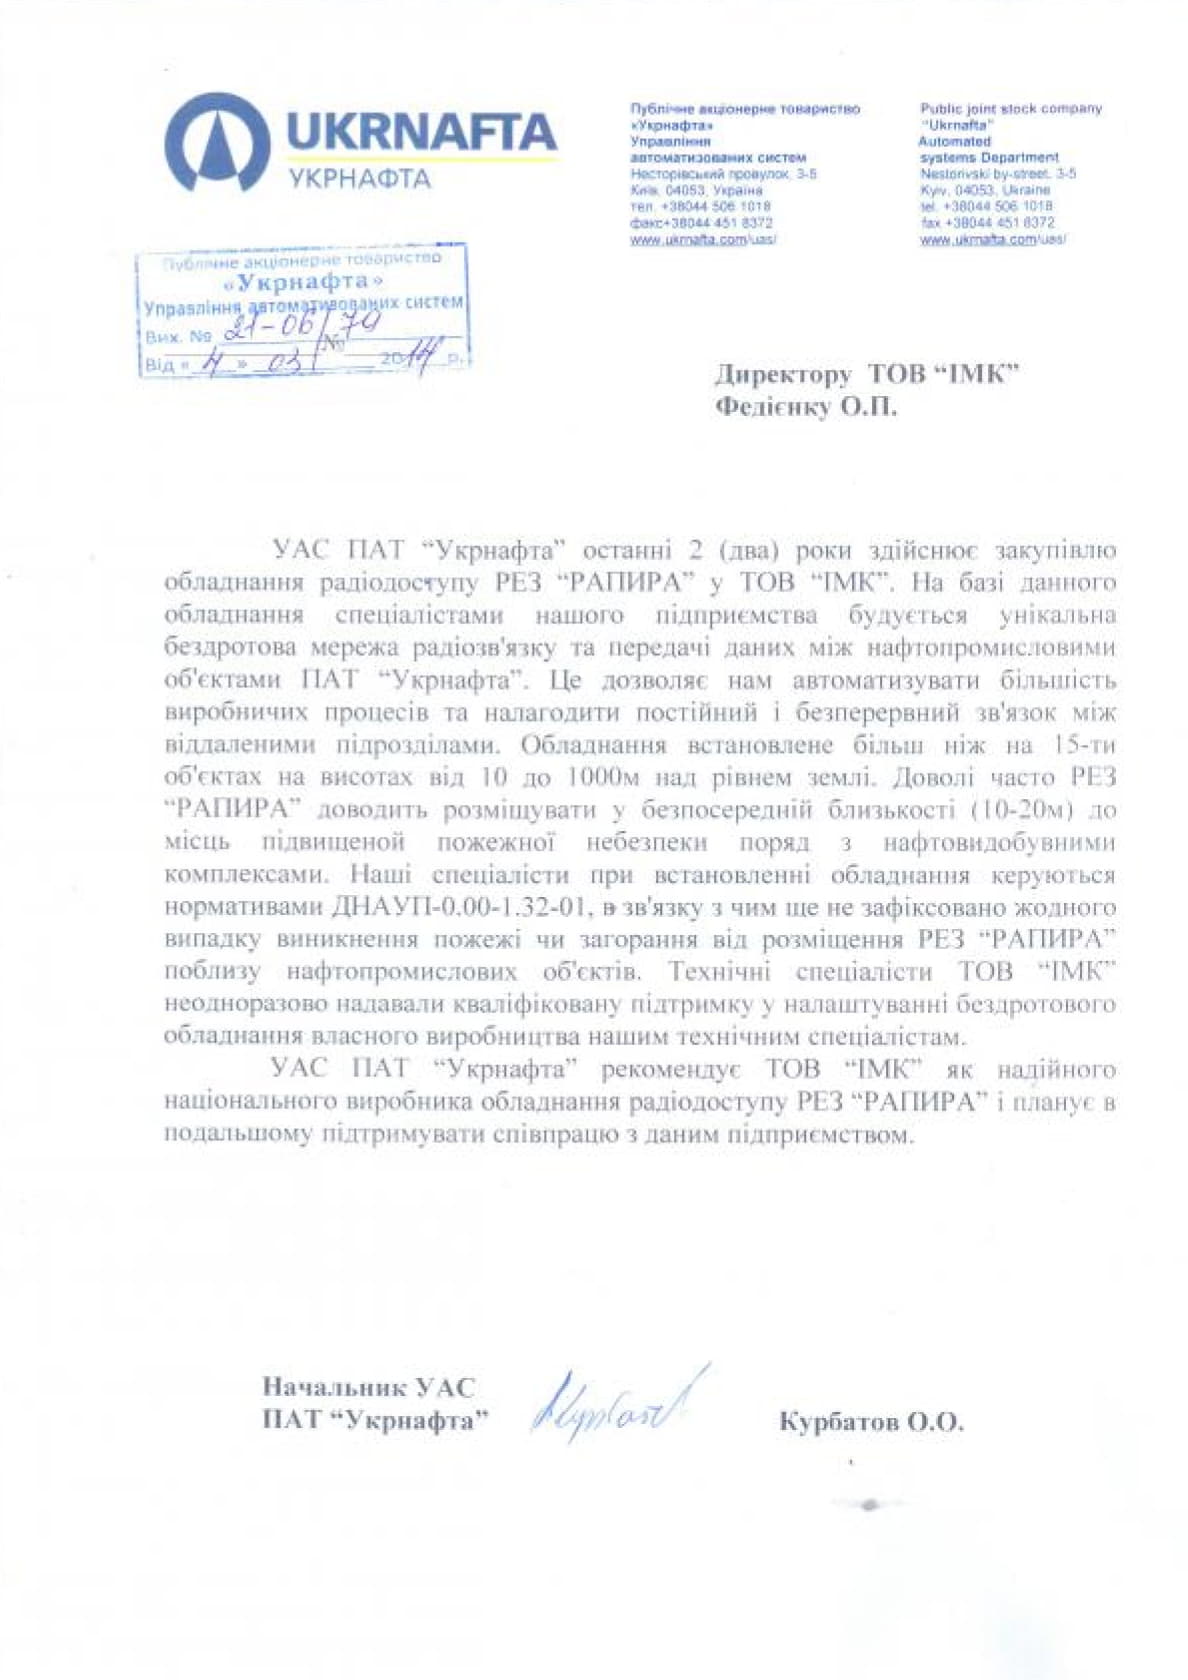 UKRNAFTA
УКРНАФТА
Публічне акціонерне товариство
«Укрнафта»
Управління
автоматизованих систем
Несторівський провулок, 3-5
Київ, 04053, Україна
тел. +38044 506 1018
факс+38044 451 8372
www.ukrnafta.com/uas/
Public joint stock company
"Ukrnafta"
Automated
systems Department
Nestorivski by-street, 3-5
Kyiv, 04053, Ukraine
tel. +38044 506 1018
fax +38044 451 8372
www.ukrnafta.com/uas/
Публічне акціонерне товариство
«Укрнафта»
Управління автоматизованих систем
Вих. № 21-06/79
№
Від « 4 » 03 2014 р.
Директору ТОВ “ІМК”
Федієнку О.П.
УАС ПАТ “Укрнафта” останні 2 (два) роки здійснює закупівлю
обладнання радіодоступу РЕЗ “РАПИРА” у ТОВ “ІМК”. На базі данного
обладнання спеціалістами нашого підприємства будується унікальна
бездротова мережа радіозв'язку та передачі даних між нафтопромисловими
об'єктами ПАТ “Укрнафта”. Це дозволяє нам автоматизувати більшість
виробничих процесів та налагодити постійний і безперервний зв'язок між
віддаленими підрозділами. Обладнання встановлене більш ніж на 15-ти
об'єктах на висотах від 10 до 1000м над рівнем землі. Доволі часто РЕЗ
“РАПИРА” доводить розміщувати у безпосередній близькості (10-20м) до
місць підвищеной пожежної небезпеки поряд з нафтовидобувними
комплексами. Наші спеціалісти при встановленні обладнання керуються
нормативами ДНАУП-0.00-1.32-01, в зв'язку з чим ще не зафіксовано жодного
випадку виникнення пожежі чи загорання від розміщення РЕЗ “РАПИРА”
поблизу нафтопромислових об'єктів. Технічні спеціалісти ТОВ “ІМК”
неодноразово надавали кваліфіковану підтримку у налаштуванні бездротового
обладнання власного виробництва нашим технічним спеціалістам.
УАС ПАТ “Укрнафта” рекомендує ТОВ “ІМК” як надійного
національного виробника обладнання радіодоступу РЕЗ “РАПИРА” і планує в
подальшому підтримувати співпрацю з даним підприємством.
Начальник УАС
ПАТ “Укрнафта”
Курбатов О.О.